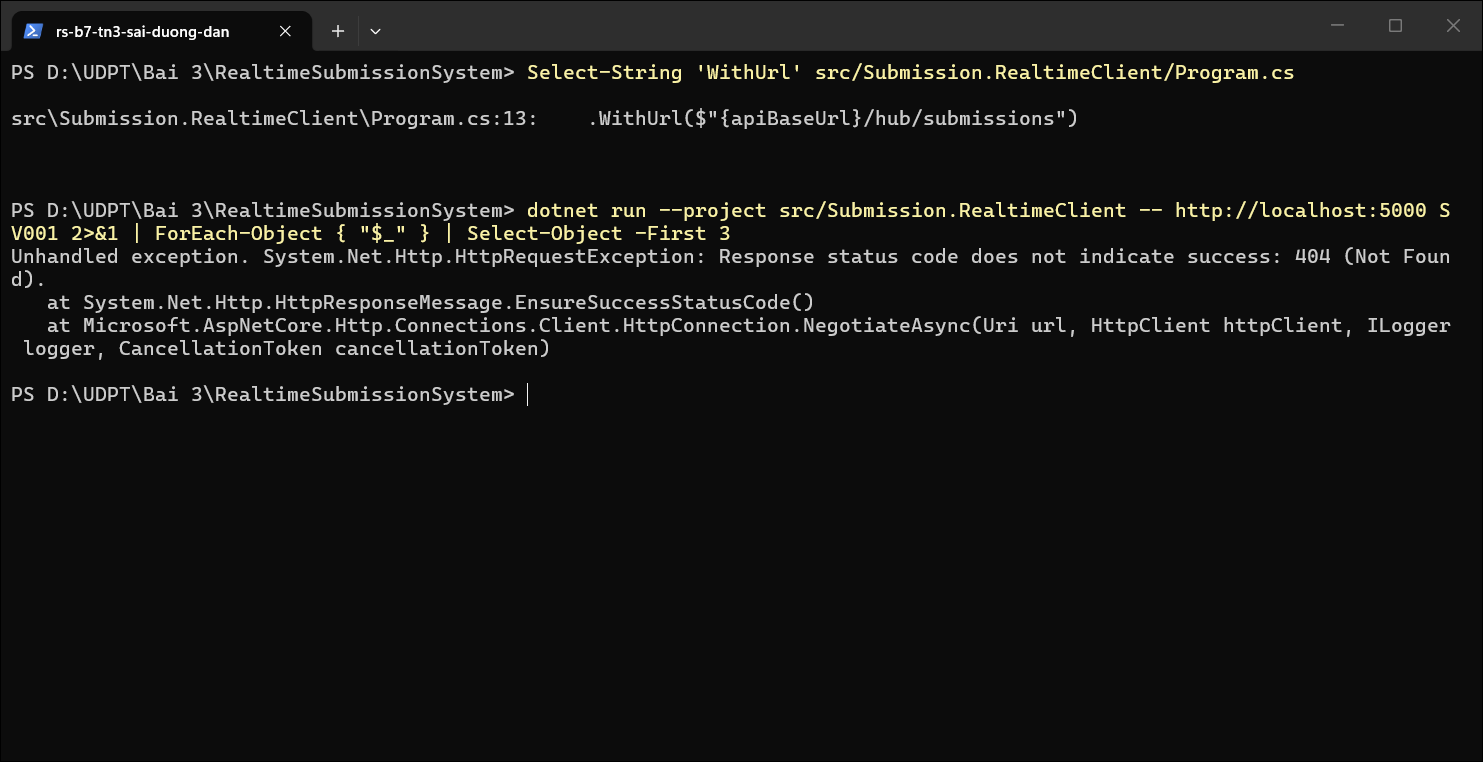 rs-b7-tn3-sai-duong-dan
PS D:\UDPT\Bai 3\RealtimeSubmissionSystem> Select-String 'WithUrl' src/Submission.RealtimeClient/Program.cs
src\Submission.RealtimeClient\Program.cs:13:    .WithUrl($"{apiBaseUrl}/hub/submissions")
PS D:\UDPT\Bai 3\RealtimeSubmissionSystem> dotnet run --project src/Submission.RealtimeClient -- http://localhost:5000 S
V001 2>&1 | ForEach-Object { "$_" } | Select-Object -First 3
Unhandled exception. System.Net.Http.HttpRequestException: Response status code does not indicate success: 404 (Not Foun
d).
   at System.Net.Http.HttpResponseMessage.EnsureSuccessStatusCode()
   at Microsoft.AspNetCore.Http.Connections.Client.HttpConnection.NegotiateAsync(Uri url, HttpClient httpClient, ILogger
 logger, CancellationToken cancellationToken)
PS D:\UDPT\Bai 3\RealtimeSubmissionSystem>